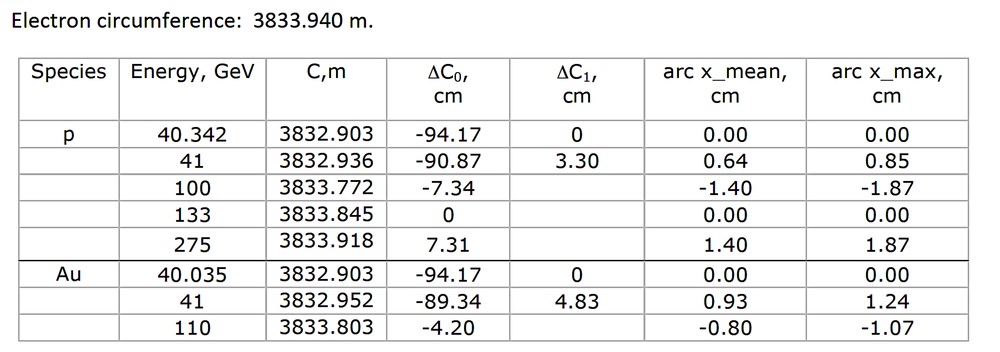 Electron circumference: 3833.940 m.
Species Energy, GeV C,m ΔC₀, cm ΔC₁, cm arc x_mean, cm arc x_max, cm
p 40.342 3832.903 -94.17 0 0.00 0.00
41 3832.936 -90.87 3.30 0.64 0.85
100 3833.772 -7.34 -1.40 -1.87
133 3833.845 0 0.00 0.00
275 3833.918 7.31 1.40 1.87
Au 40.035 3832.903 -94.17 0 0.00 0.00
41 3832.952 -89.34 4.83 0.93 1.24
110 3833.803 -4.20 -0.80 -1.07